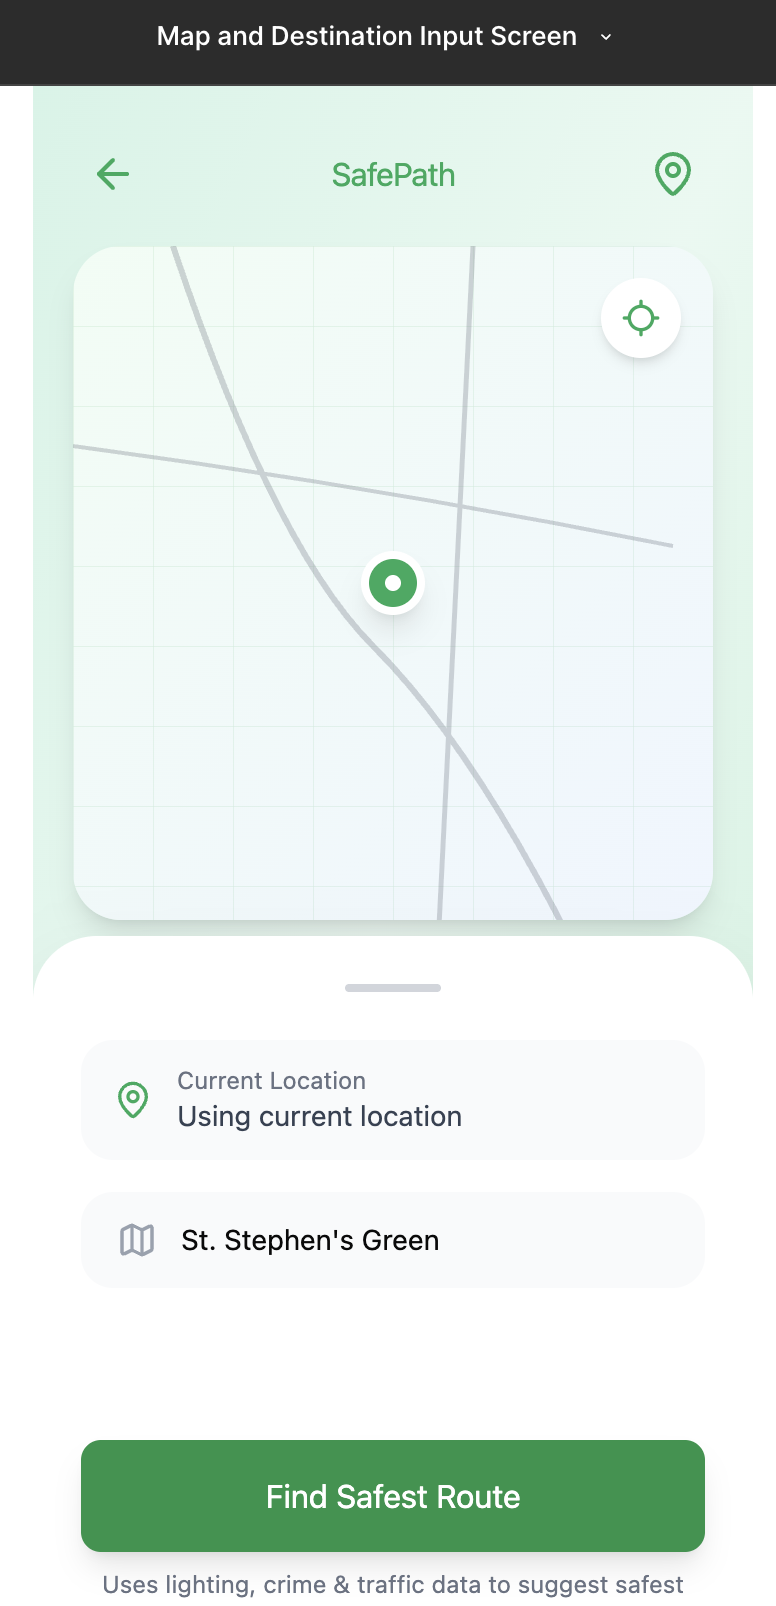 Map and Destination Input Screen
SafePath
Current Location
Using current location
St. Stephen's Green
Find Safest Route
Uses lighting, crime & traffic data to suggest safest